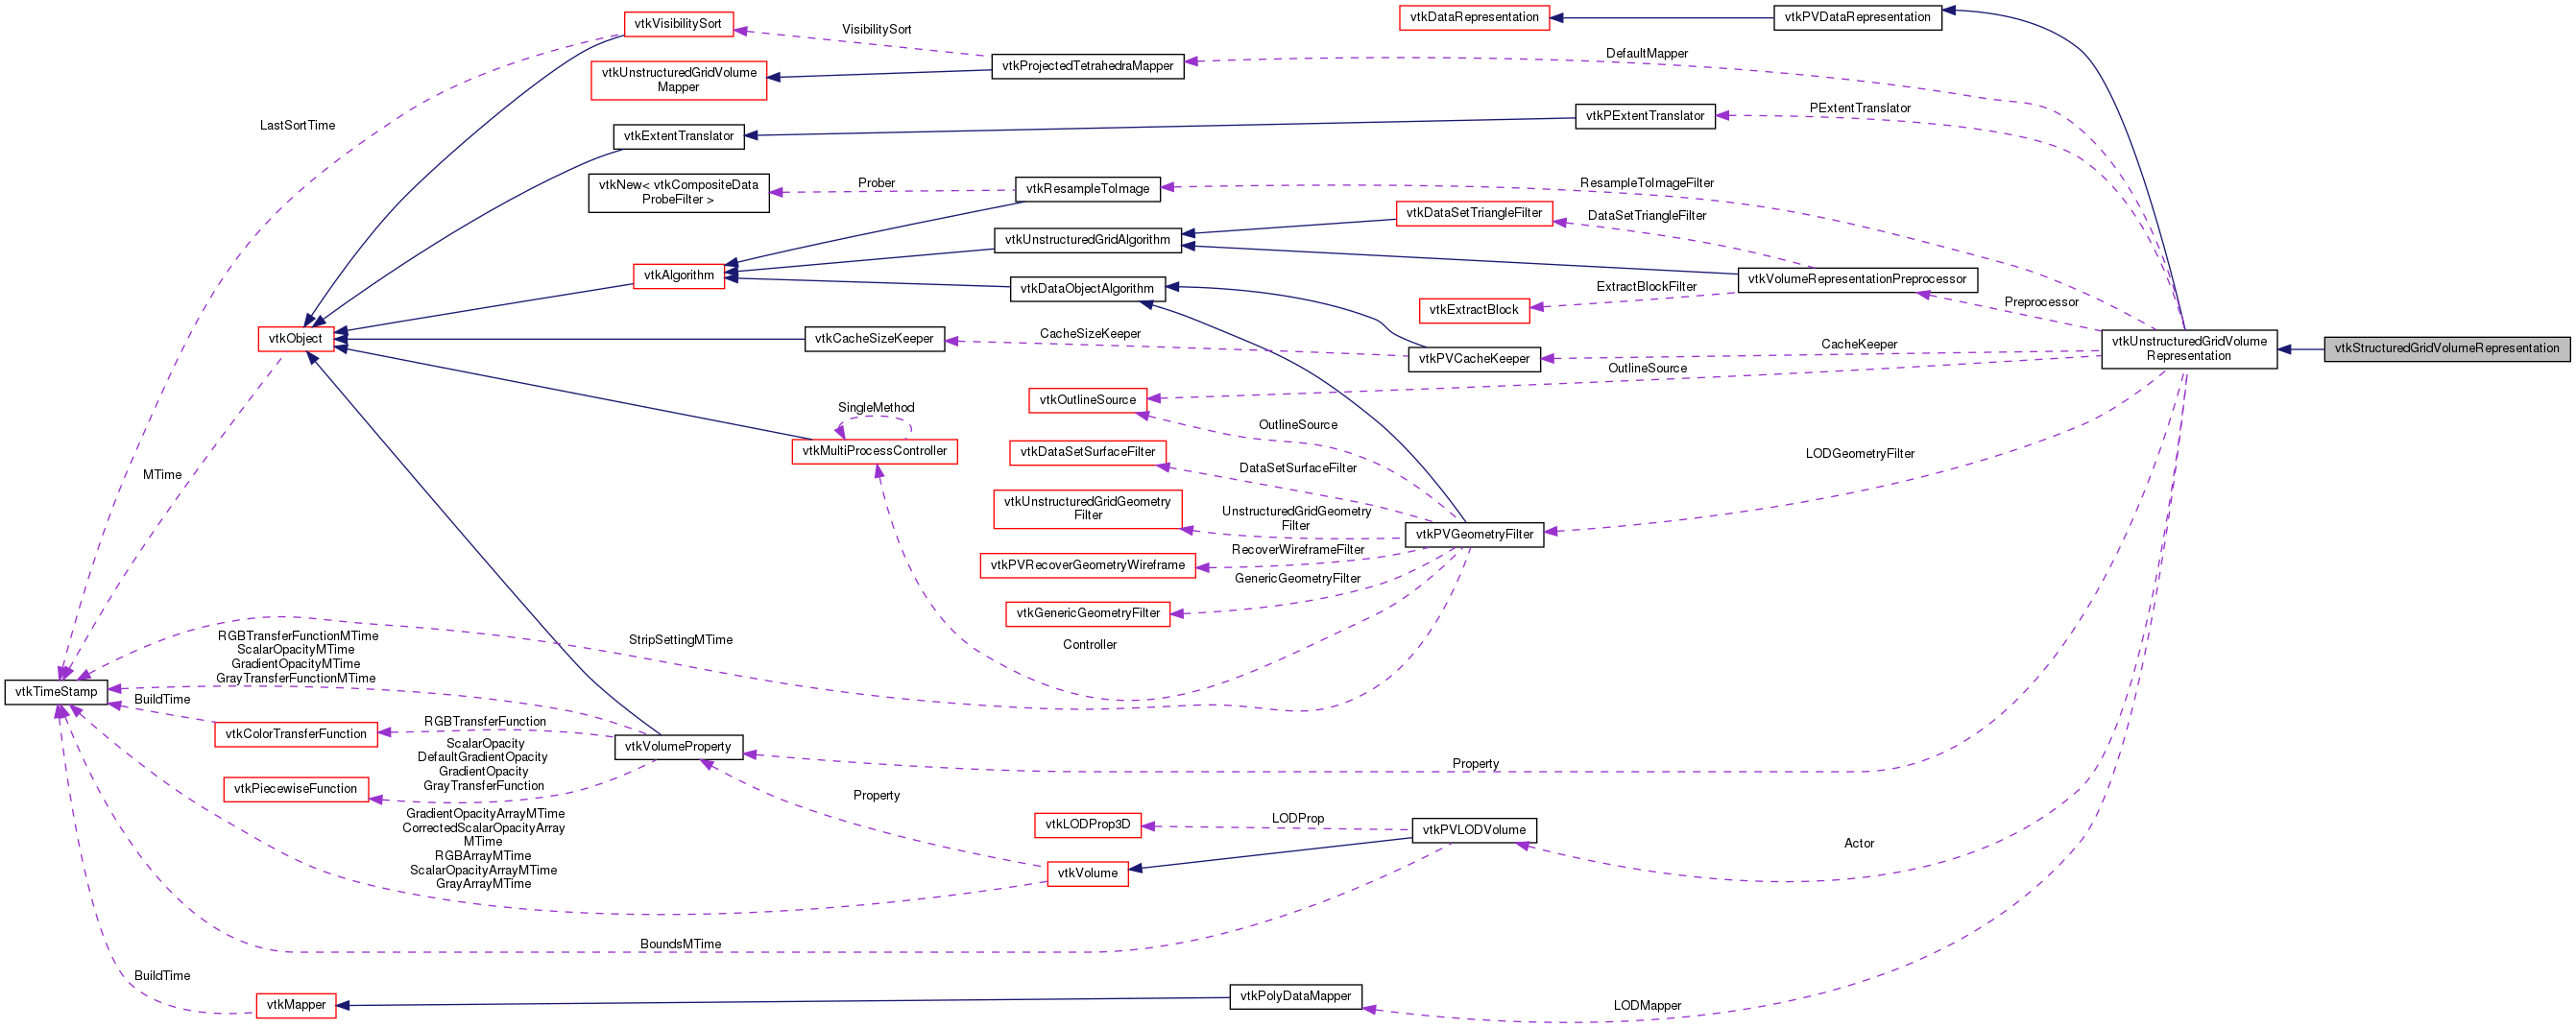 vtkVisibilitySort
VisibilitySort
vtkDataRepresentation
vtkPVDataRepresentation
vtkUnstructuredGridVolume
Mapper
vtkProjectedTetrahedraMapper
DefaultMapper
LastSortTime
vtkExtentTranslator
vtkPExtentTranslator
PExtentTranslator
vtkNew< vtkCompositeData
ProbeFilter >
Prober
vtkResampleToImage
ResampleToImageFilter
vtkDataSetTriangleFilter
DataSetTriangleFilter
vtkUnstructuredGridAlgorithm
vtkAlgorithm
vtkDataObjectAlgorithm
vtkVolumeRepresentationPreprocessor
ExtractBlockFilter
vtkExtractBlock
Preprocessor
vtkObject
vtkCacheSizeKeeper
CacheSizeKeeper
vtkPVCacheKeeper
CacheKeeper
vtkUnstructuredGridVolume
Representation
vtkStructuredGridVolumeRepresentation
OutlineSource
vtkOutlineSource
SingleMethod
vtkMultiProcessController
OutlineSource
vtkDataSetSurfaceFilter
DataSetSurfaceFilter
LODGeometryFilter
MTime
vtkUnstructuredGridGeometry
Filter
UnstructuredGridGeometry
Filter
vtkPVGeometryFilter
vtkPVRecoverGeometryWireframe
RecoverWireframeFilter
GenericGeometryFilter
vtkGenericGeometryFilter
StripSettingMTime
Controller
RGBTransferFunctionMTime
ScalarOpacityMTime
GradientOpacityMTime
GrayTransferFunctionMTime
vtkTimeStamp
BuildTime
vtkColorTransferFunction
RGBTransferFunction
vtkVolumeProperty
ScalarOpacity
DefaultGradientOpacity
GradientOpacity
GrayTransferFunction
vtkPiecewiseFunction
Property
Property
GradientOpacityArrayMTime
CorrectedScalarOpacityArray
MTime
RGBArrayMTime
ScalarOpacityArrayMTime
GrayArrayMTime
vtkLODProp3D
LODProp
vtkPVLODVolume
vtkVolume
Actor
BoundsMTime
BuildTime
vtkMapper
vtkPolyDataMapper
LODMapper